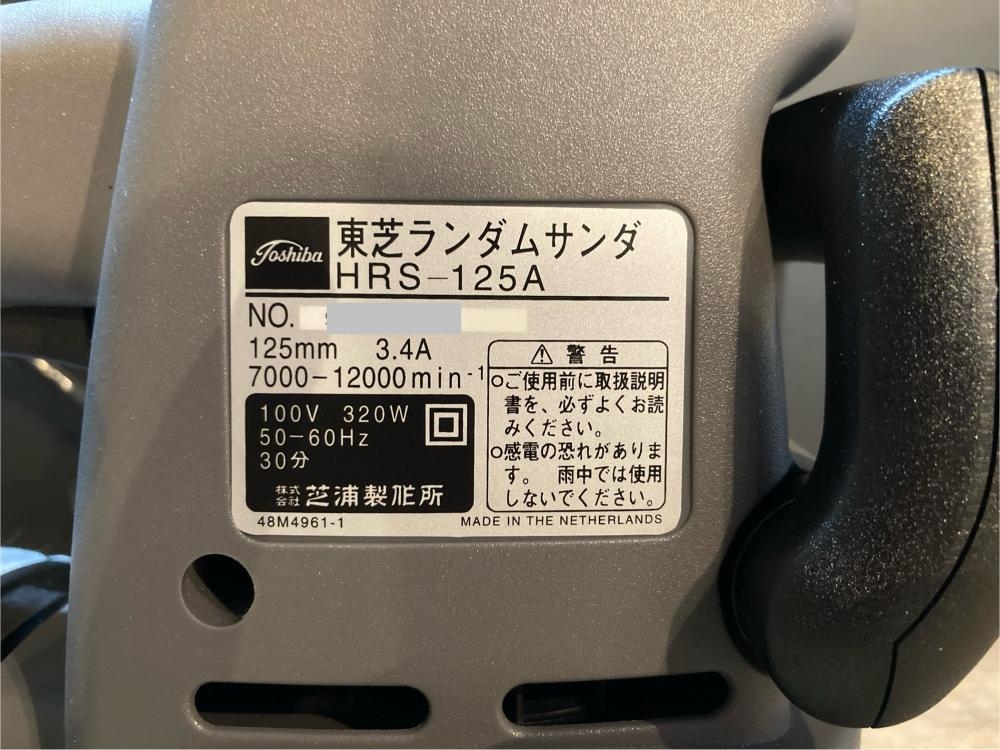 Toshiba
東芝ランダムサンダ
HRS-125A
NO.
125mm 3.4A
7000-12000min⁻¹
100V 320W
50-60Hz
30分
株式会社 芝浦製作所
⚠ 警告
○ご使用前に取扱説明
書を、必ずよくお読
みください。
○感電の恐れがありま
す。 雨中では使用
しないでください。
48M4961-1
MADE IN THE NETHERLANDS